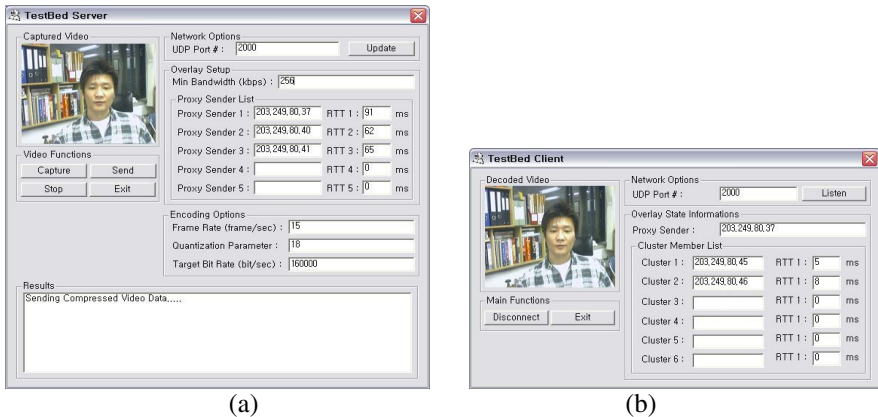 TestBed Server
Captured Video
Network Options
UDP Port # : 2000 Update
Overlay Setup
Min Bandwidth (kbps) : 256
Proxy Sender List
Proxy Sender 1 : 203,249,80,37 RTT 1 : 91 ms
Proxy Sender 2 : 203,249,80,40 RTT 2 : 62 ms
Proxy Sender 3 : 203,249,80,41 RTT 3 : 65 ms
Proxy Sender 4 : RTT 4 : 0 ms
Proxy Sender 5 : RTT 5 : 0 ms
Video Functions
Capture Send
Stop Exit
Encoding Options
Frame Rate (frame/sec) : 15
Quantization Parameter : 18
Target Bit Rate (bit/sec) : 160000
Results
Sending Compressed Video Data.....
(a)
TestBed Client
Decoded Video
Network Options
UDP Port # : 2000 Listen
Overlay State Informations
Proxy Sender : 203,249,80,37
Cluster Member List
Cluster 1 : 203,249,80,45 RTT 1 : 5 ms
Cluster 2 : 203,249,80,46 RTT 1 : 8 ms
Cluster 3 : RTT 1 : 0 ms
Cluster 4 : RTT 1 : 0 ms
Cluster 5 : RTT 1 : 0 ms
Cluster 6 : RTT 1 : 0 ms
Main Functions
Disconnect Exit
(b)